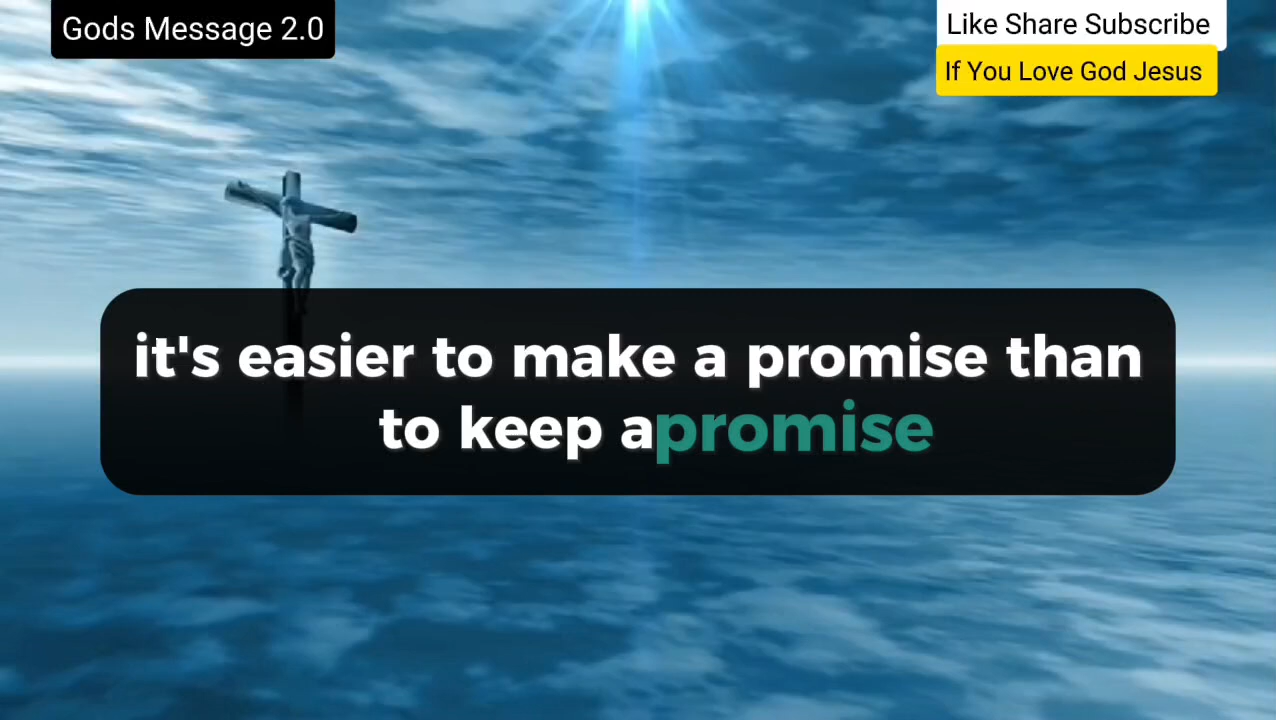 Gods Message 2.0
Like Share Subscribe
If You Love God Jesus
it's easier to make a promise than
to keep apromise